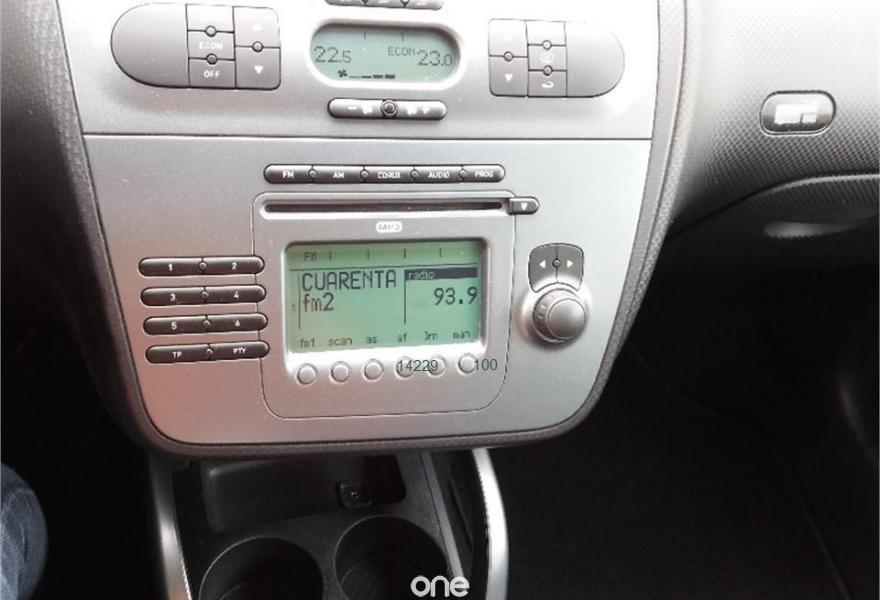 ECON
OFF
22.5 ECON 23.0
FM AM CD/AUX AUDIO PROG
MP3
1 2
3 4
5 6
TP PTY
FM
CUARENTA radio
fm2 93.9
fm1 scan as af lrn man
14229 100
one